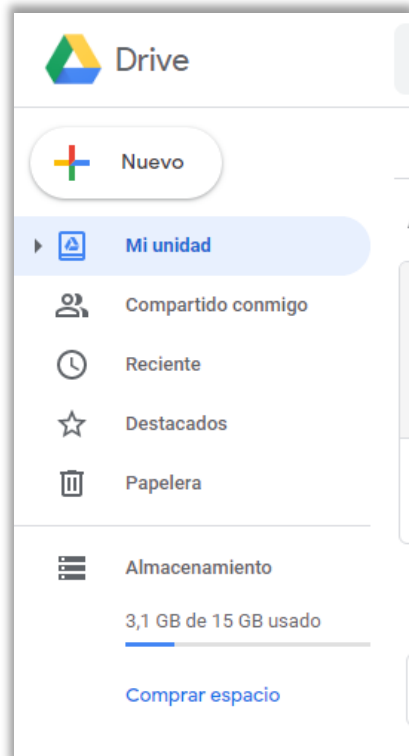 Drive
Nuevo
Mi unidad
Compartido conmigo
Reciente
Destacados
Papelera
Almacenamiento
3,1 GB de 15 GB usado
Comprar espacio